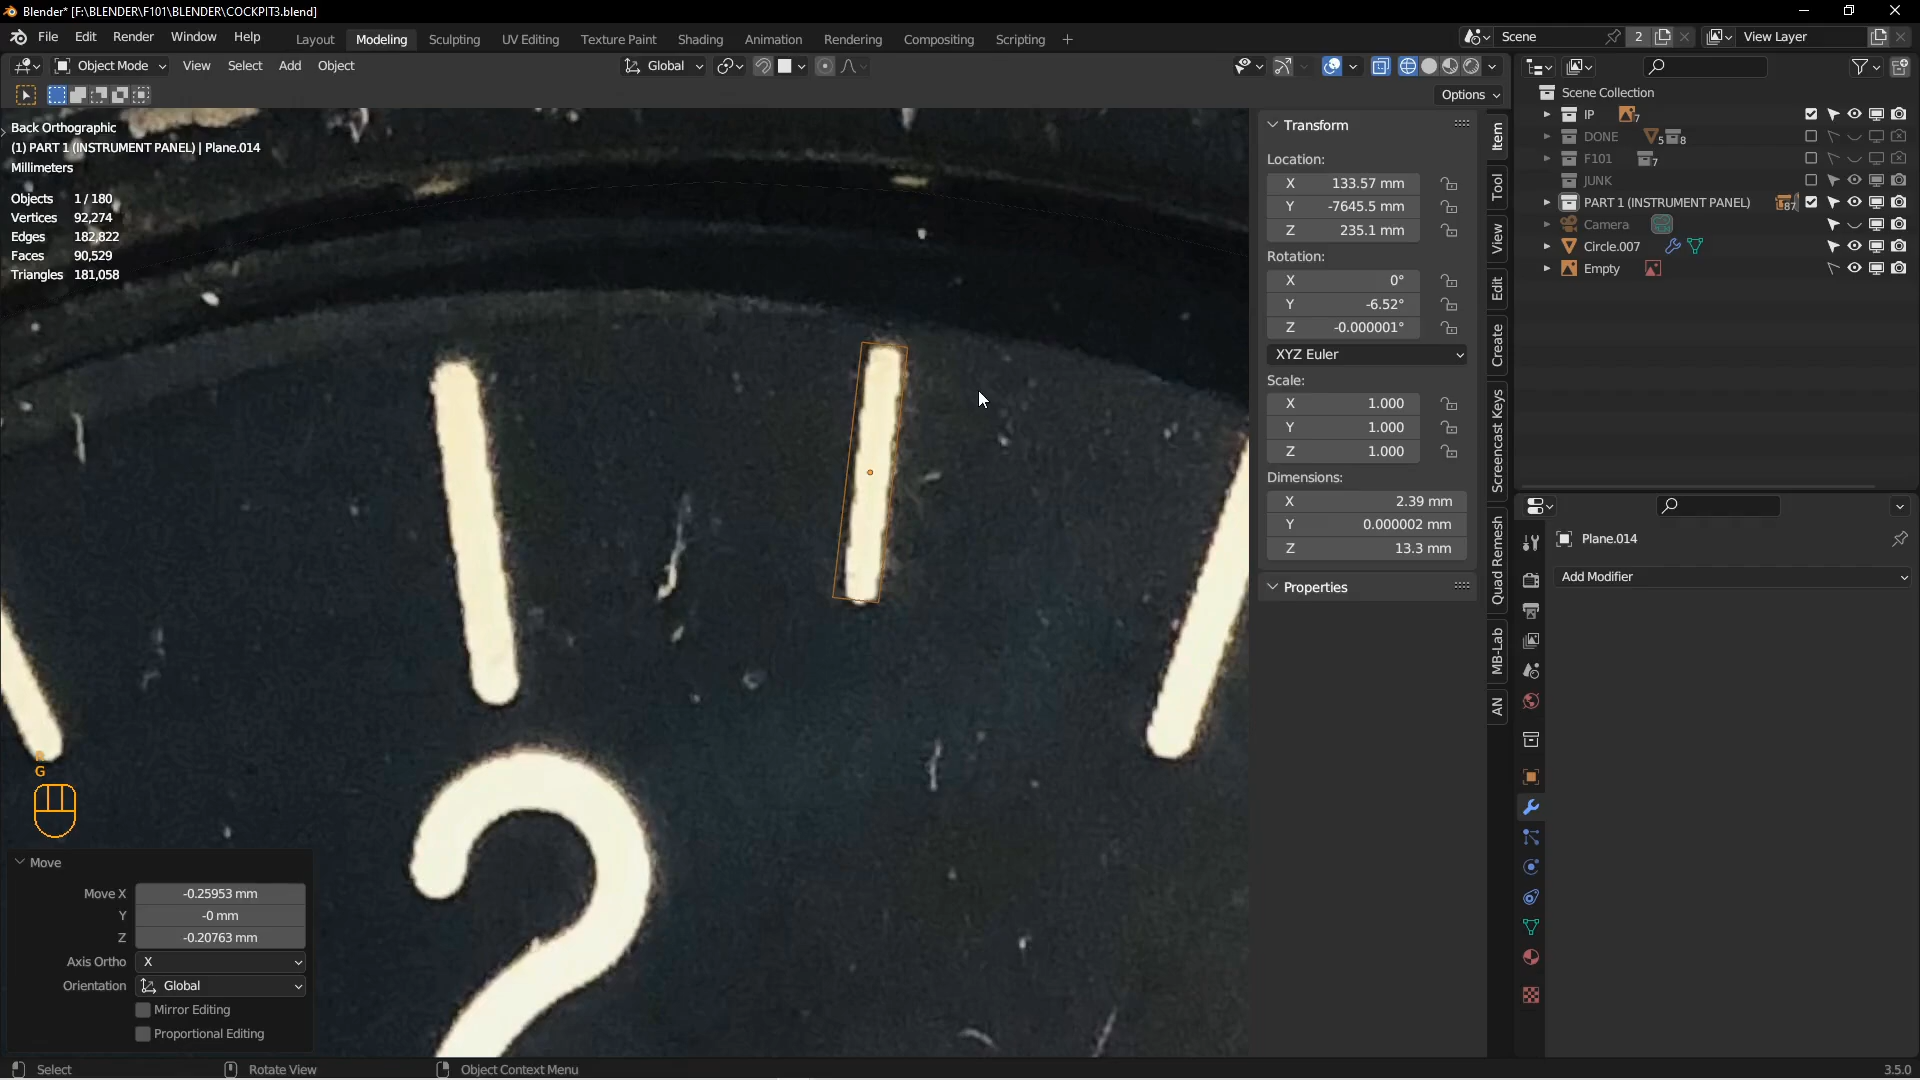 Blender* [F:\BLENDER\F101\BLENDER\COCKPIT3.blend]
File Edit Render Window Help Layout Modeling Sculpting UV Editing Texture Paint Shading Animation Rendering Compositing Scripting + Scene 2 View Layer
Object Mode View Select Add Object Global
Options
Back Orthographic
(1) PART 1 (INSTRUMENT PANEL) | Plane.014
Millimeters
Objects 1 / 180
Vertices 92,274
Edges 182,822
Faces 90,529
Triangles 181,058
2
G
Move
Move X -0.25953 mm
Y -0 mm
Z -0.20763 mm
Axis Ortho X
Orientation Global
Mirror Editing
Proportional Editing
Transform
Location:
X 133.57 mm
Y -7645.5 mm
Z 235.1 mm
Rotation:
X 0°
Y -6.52°
Z -0.000001°
XYZ Euler
Scale:
X 1.000
Y 1.000
Z 1.000
Dimensions:
X 2.39 mm
Y 0.000002 mm
Z 13.3 mm
Properties
Item
Tool
View
Edit
Create
Screencast Keys
Quad Remesh
MB-Lab
AN
Scene Collection
IP 7
DONE 5 8
F101 7
JUNK
PART 1 (INSTRUMENT PANEL) 87
Camera
Circle.007
Empty
Plane.014
Add Modifier
Select Rotate View Object Context Menu 3.5.0